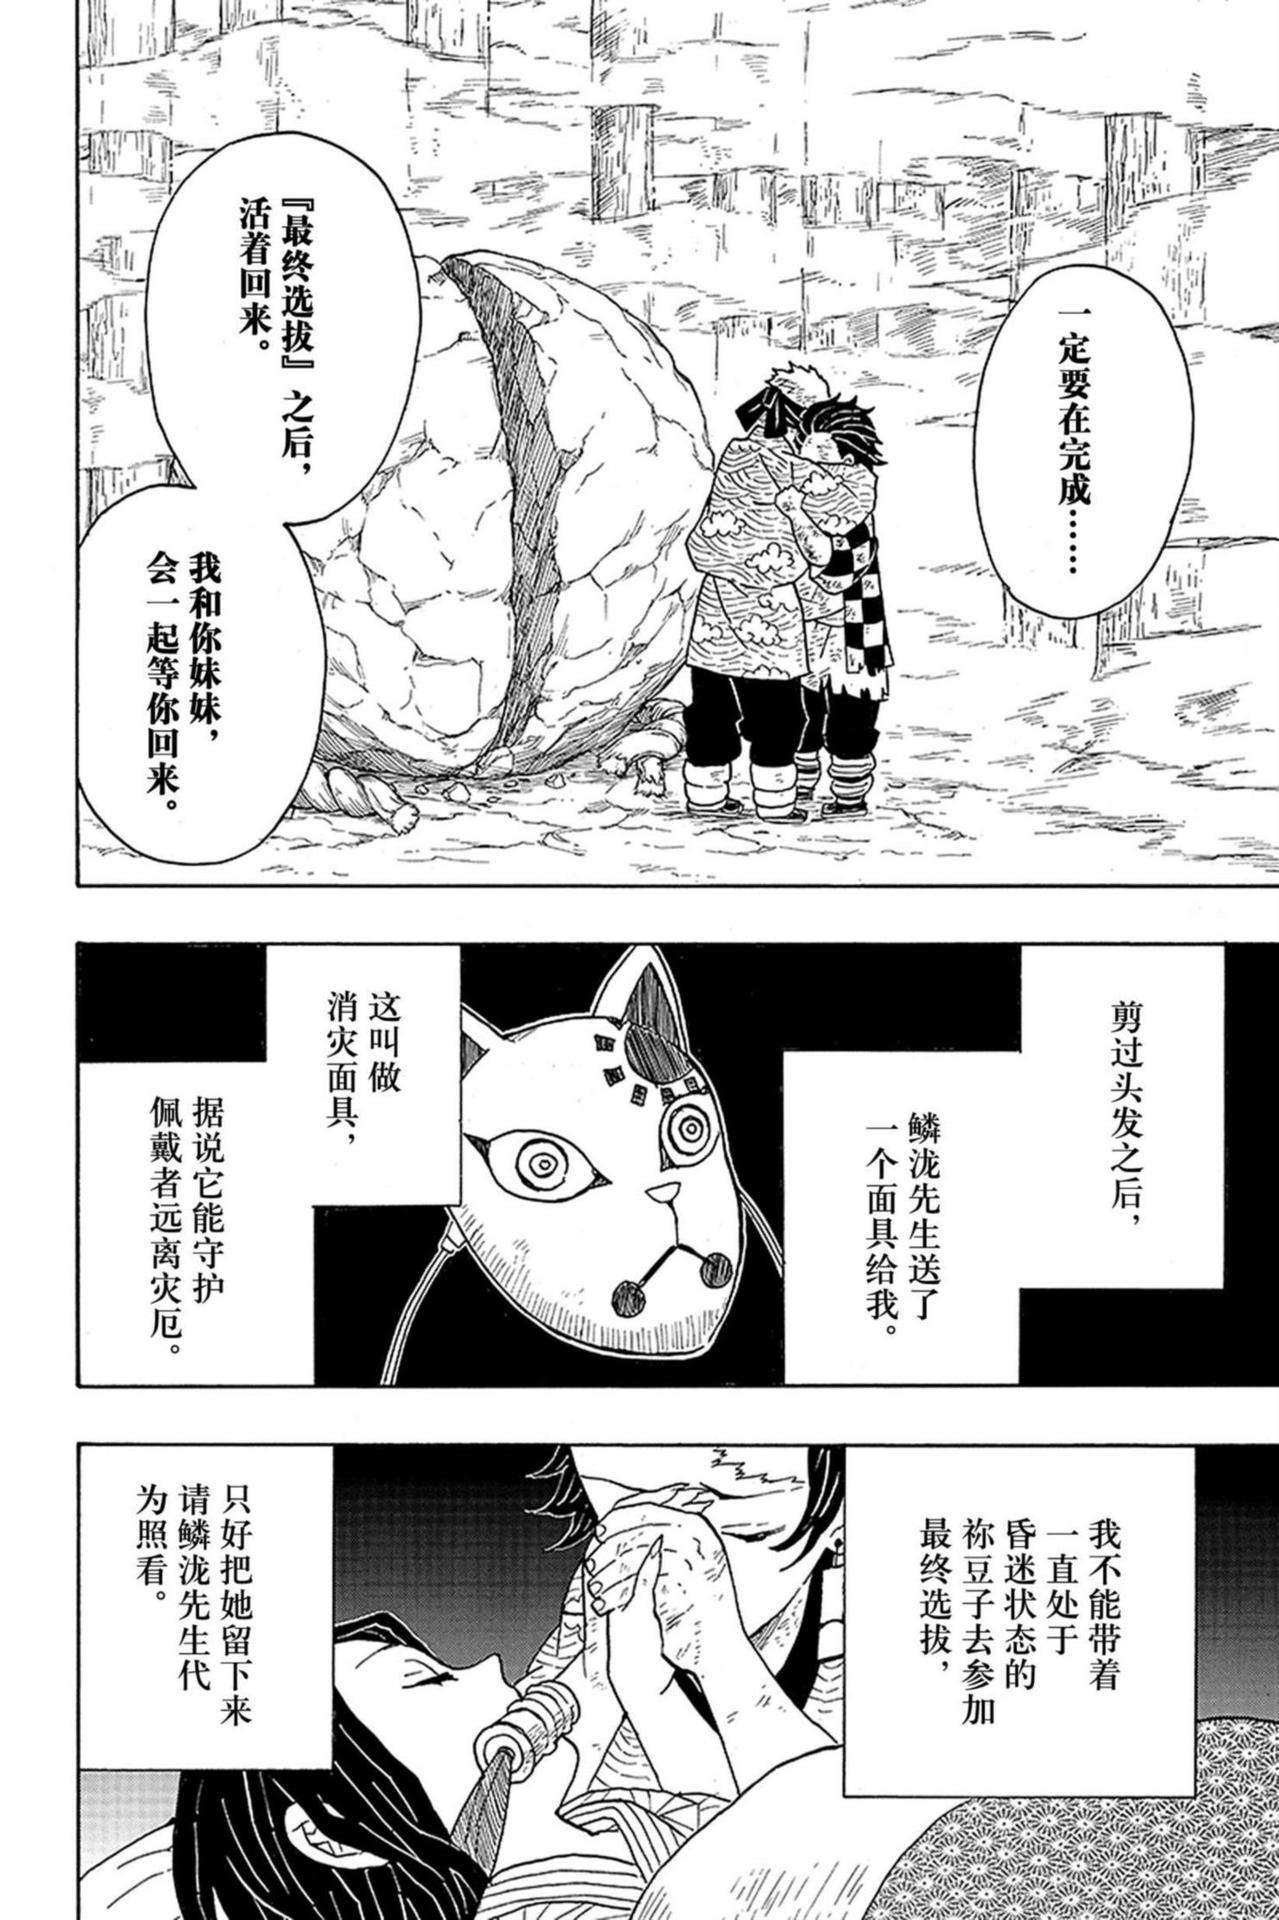 一定要在完成……
『最终选拔』之后，
活着回来。
我和你妹妹，
会一起等你回来。
剪过头发之后，
鳞泷先生送了
一个面具给我。
这叫做
消灾面具，
据说它能守护
佩戴者远离灾厄。
我不能带着
一直处于
昏迷状态的
祢豆子去参加
最终选拔，
只好把她留下来
请鳞泷先生代
为照看。